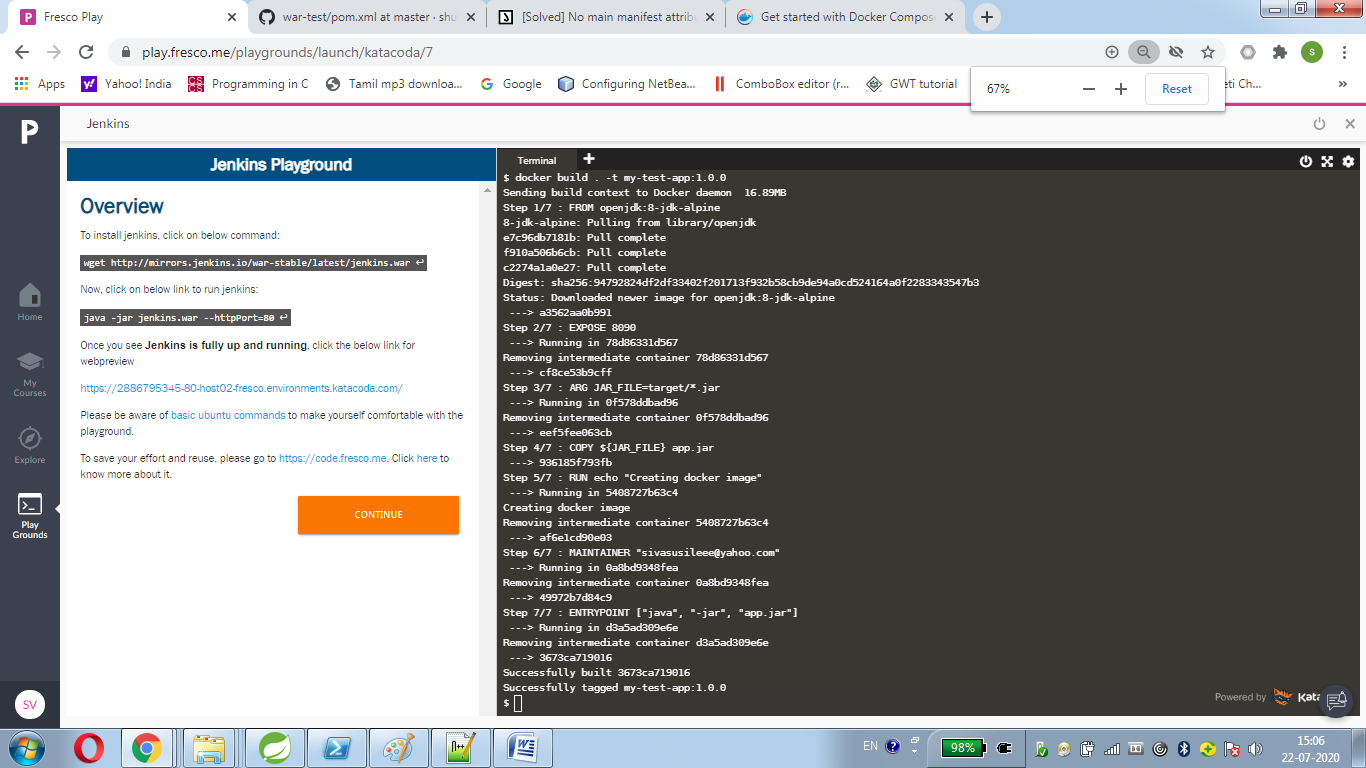 Fresco Play
war-test/pom.xml at master · shu
[Solved] No main manifest attribu
Get started with Docker Compos
play.fresco.me/playgrounds/launch/katacoda/7
S
Apps
Yahoo! India
Programming in C
Tamil mp3 downloa...
Google
Configuring NetBea...
ComboBox editor (r...
GWT tutorial
eti Ch...
»
67%
Reset
Jenkins
Home
My Courses
Explore
Play Grounds
SV
Jenkins Playground
Overview
To install jenkins, click on below command:
wget http://mirrors.jenkins.io/war-stable/latest/jenkins.war ↩
Now, click on below link to run jenkins:
java -jar jenkins.war --httpPort=80 ↩
Once you see Jenkins is fully up and running, click the below link for
webpreview
https://2886795345-80-host02-fresco.environments.katacoda.com/
Please be aware of basic ubuntu commands to make yourself comfortable with the
playground.
To save your effort and reuse, please go to https://code.fresco.me. Click here to
know more about it.
CONTINUE
Terminal
$ docker build . -t my-test-app:1.0.0
Sending build context to Docker daemon  16.89MB
Step 1/7 : FROM openjdk:8-jdk-alpine
8-jdk-alpine: Pulling from library/openjdk
e7c96db7181b: Pull complete
f910a506b6cb: Pull complete
c2274a1a0e27: Pull complete
Digest: sha256:94792824df2df33402f201713f932b58cb9de94a0cd524164a0f2283343547b3
Status: Downloaded newer image for openjdk:8-jdk-alpine
 ---> a3562aa0b991
Step 2/7 : EXPOSE 8090
 ---> Running in 78d86331d567
Removing intermediate container 78d86331d567
 ---> cf8ce53b9cff
Step 3/7 : ARG JAR_FILE=target/*.jar
 ---> Running in 0f578ddbad96
Removing intermediate container 0f578ddbad96
 ---> eef5fee063cb
Step 4/7 : COPY ${JAR_FILE} app.jar
 ---> 936185f793fb
Step 5/7 : RUN echo "Creating docker image"
 ---> Running in 5408727b63c4
Creating docker image
Removing intermediate container 5408727b63c4
 ---> af6e1cd90e03
Step 6/7 : MAINTAINER "sivasusileee@yahoo.com"
 ---> Running in 0a8bd9348fea
Removing intermediate container 0a8bd9348fea
 ---> 49972b7d84c9
Step 7/7 : ENTRYPOINT ["java", "-jar", "app.jar"]
 ---> Running in d3a5ad309e6e
Removing intermediate container d3a5ad309e6e
 ---> 3673ca719016
Successfully built 3673ca719016
Successfully tagged my-test-app:1.0.0
$
Powered by Kata
EN
98%
15:06
22-07-2020